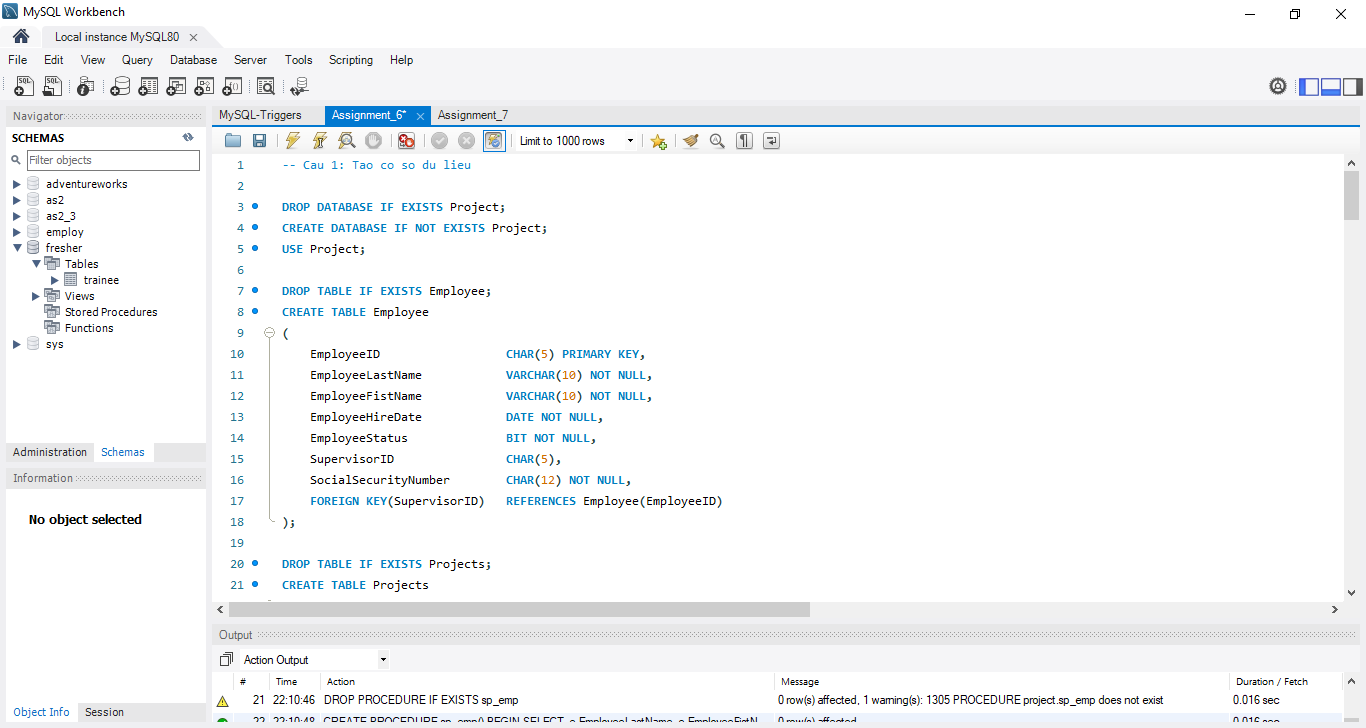 MySQL Workbench
Local instance MySQL80
File Edit View Query Database Server Tools Scripting Help
Navigator
SCHEMAS
Filter objects
adventureworks
as2
as2_3
employ
fresher
Tables
trainee
Views
Stored Procedures
Functions
sys
Administration Schemas
Information
No object selected
Object Info Session
MySQL-Triggers Assignment_6* Assignment_7
Limit to 1000 rows
1 -- Cau 1: Tao co so du lieu
2
3 DROP DATABASE IF EXISTS Project;
4 CREATE DATABASE IF NOT EXISTS Project;
5 USE Project;
6
7 DROP TABLE IF EXISTS Employee;
8 CREATE TABLE Employee
9 (
10 EmployeeID CHAR(5) PRIMARY KEY,
11 EmployeeLastName VARCHAR(10) NOT NULL,
12 EmployeeFistName VARCHAR(10) NOT NULL,
13 EmployeeHireDate DATE NOT NULL,
14 EmployeeStatus BIT NOT NULL,
15 SupervisorID CHAR(5),
16 SocialSecurityNumber CHAR(12) NOT NULL,
17 FOREIGN KEY(SupervisorID) REFERENCES Employee(EmployeeID)
18 );
19
20 DROP TABLE IF EXISTS Projects;
21 CREATE TABLE Projects
Output
Action Output
# Time Action Message Duration / Fetch
21 22:10:46 DROP PROCEDURE IF EXISTS sp_emp 0 row(s) affected, 1 warning(s): 1305 PROCEDURE project.sp_emp does not exist 0.016 sec
22 22:10:48 CREATE PROCEDURE sp_emp() BEGIN SELECT e.EmployeeLastName, e.EmployeeFistN... 0 row(s) affected 0.016 sec